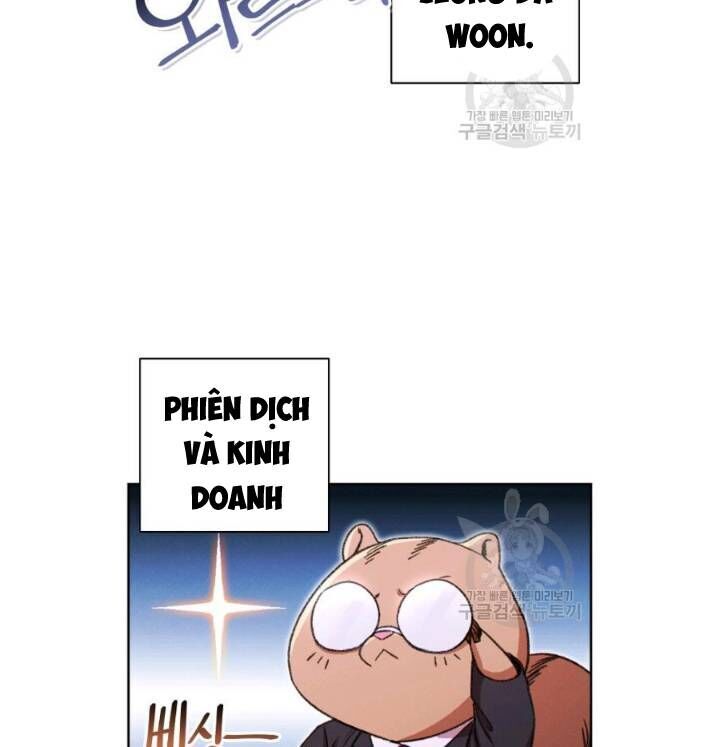 WOON.
가장 빠른 웹툰 미리보기
구글검색 뉴토끼
PHIÊN DỊCH
VÀ KINH
DOANH
가장 빠른 웹툰 미리보기
구글검색 뉴토끼
베싱—